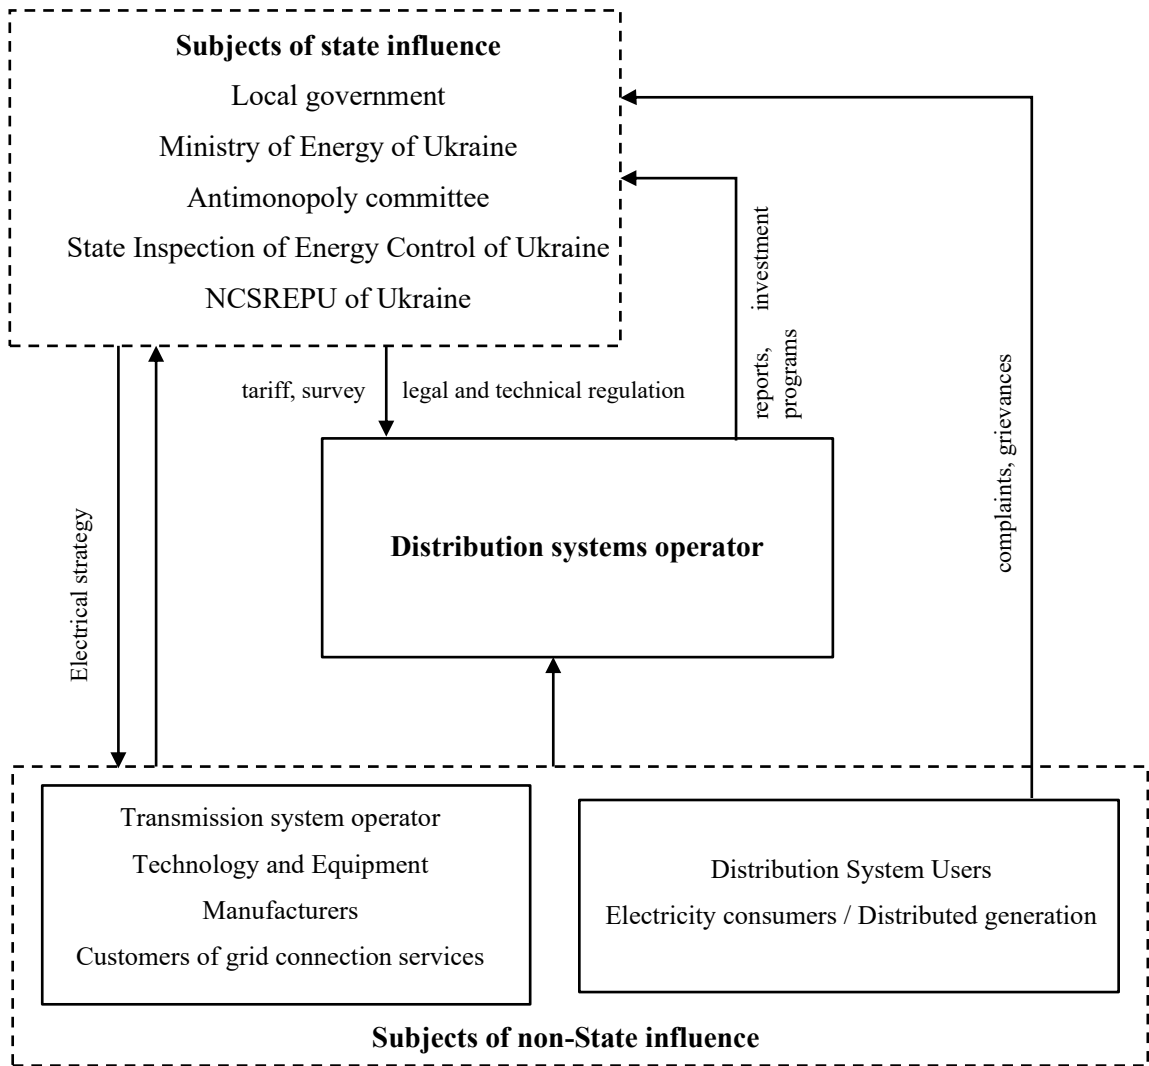 Subjects of state influence
Local government
Ministry of Energy of Ukraine
Antimonopoly committee
State Inspection of Energy Control of Ukraine
NCSREPU of Ukraine
tariff, survey
legal and technical regulation
reports, investment
programs
complaints, grievances
Electrical strategy
Distribution systems operator
Transmission system operator
Technology and Equipment
Manufacturers
Customers of grid connection services
Distribution System Users
Electricity consumers / Distributed generation
Subjects of non-State influence